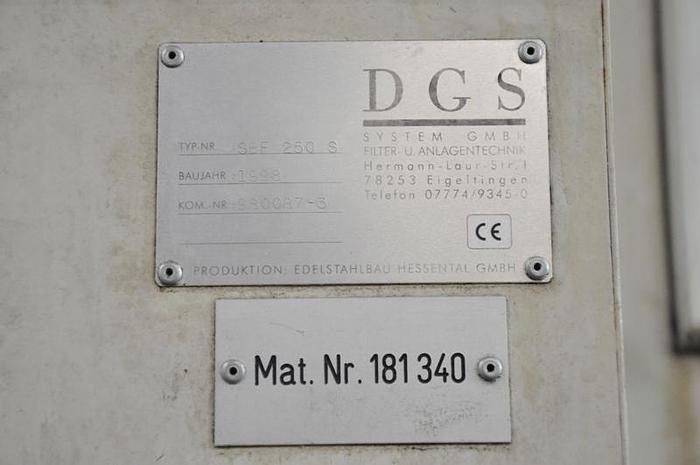 DGS
SYSTEM GMBH
FILTER- U. ANLAGENTECHNIK
Hermann-Laur-Str.1
78253 Eigeltingen
Telefon 07774/9345-0
TYP-NR. 250 S
BAUJAHR: 1998
KOM.-NR.
CE
PRODUKTION: EDELSTAHLBAU HESSENTAL GMBH
Mat. Nr. 181 340